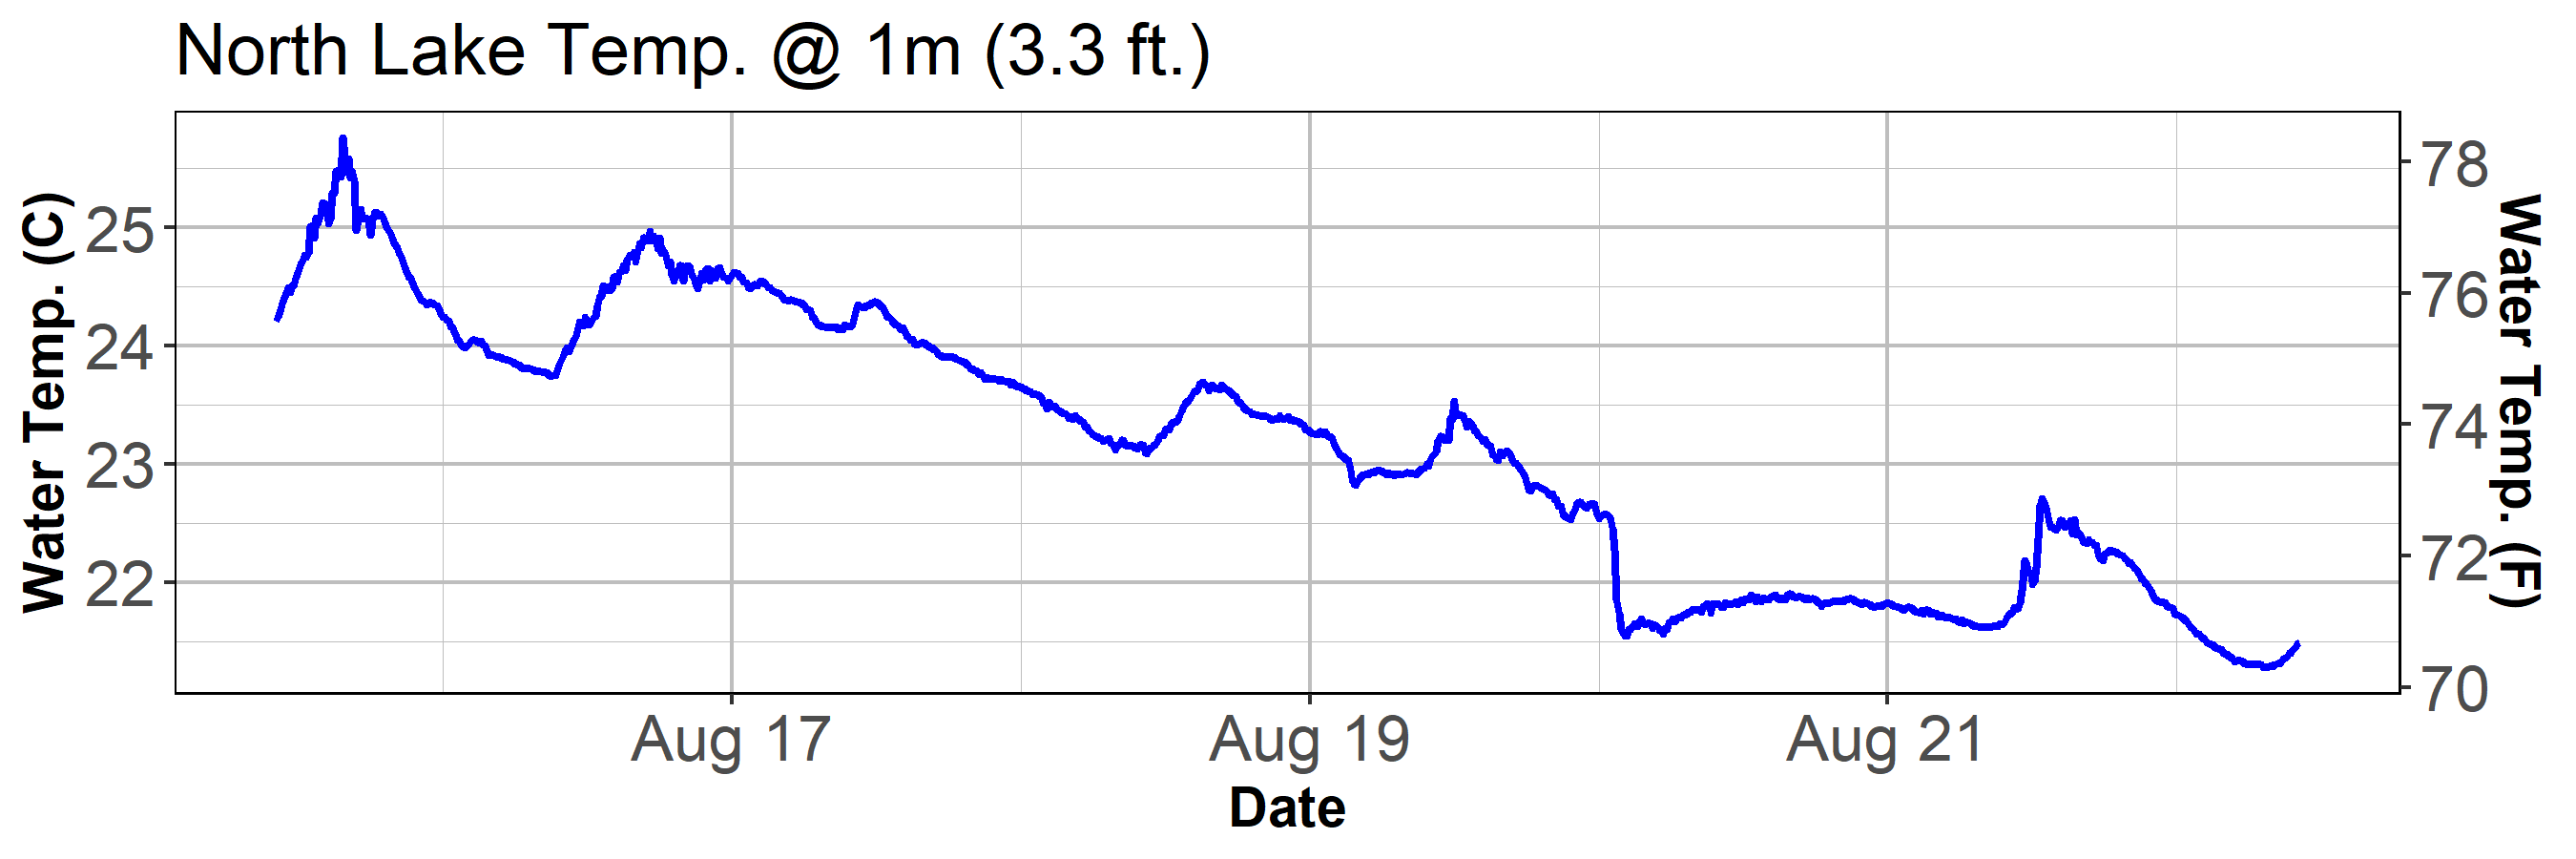 North Lake Temp. @ 1m (3.3 ft.)
Water Temp. (C)
25
24
23
22
78
76
74
72
70
Water Temp. (F)
Aug 17
Aug 19
Aug 21
Date